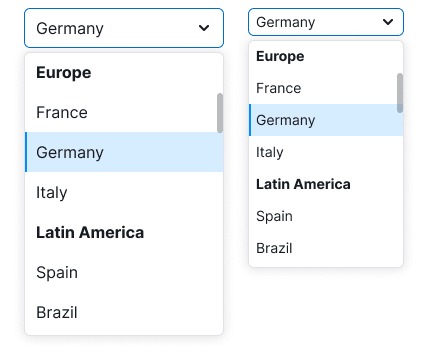 Germany
Europe
France
Germany
Italy
Latin America
Spain
Brazil
Germany
Europe
France
Germany
Italy
Latin America
Spain
Brazil